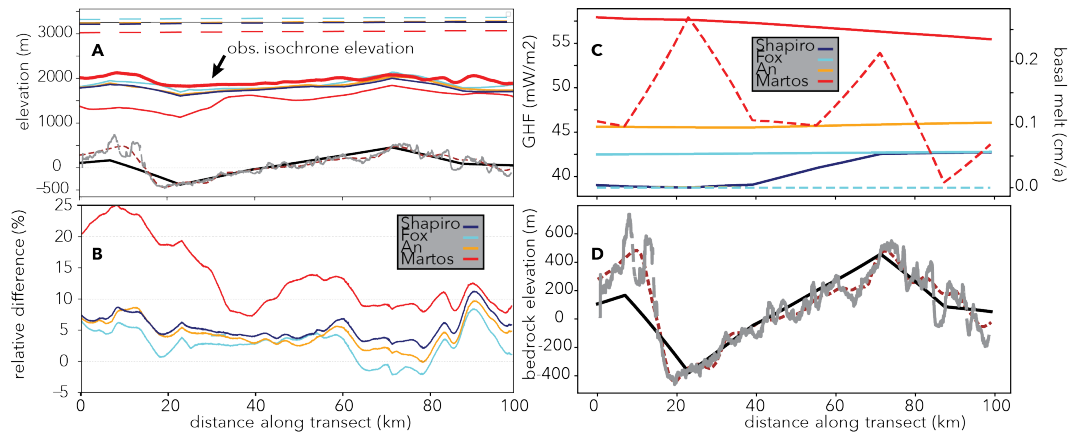 A
obs. isochrone elevation
elevation (m)
3000
2000
1000
500
0
−500
B
Shapiro
Fox
An
Martos
relative difference (%)
25
20
15
10
5
0
−5
0
20
40
60
80
100
distance along transect (km)
C
Shapiro
Fox
An
Martos
GHF (mW/m2)
55
50
45
42
40
basal melt (cm/a)
0.2
0.1
0.0
D
bedrock elevation (m)
600
400
200
0
200
-400
0
20
40
60
80
100
distance along transect (km)